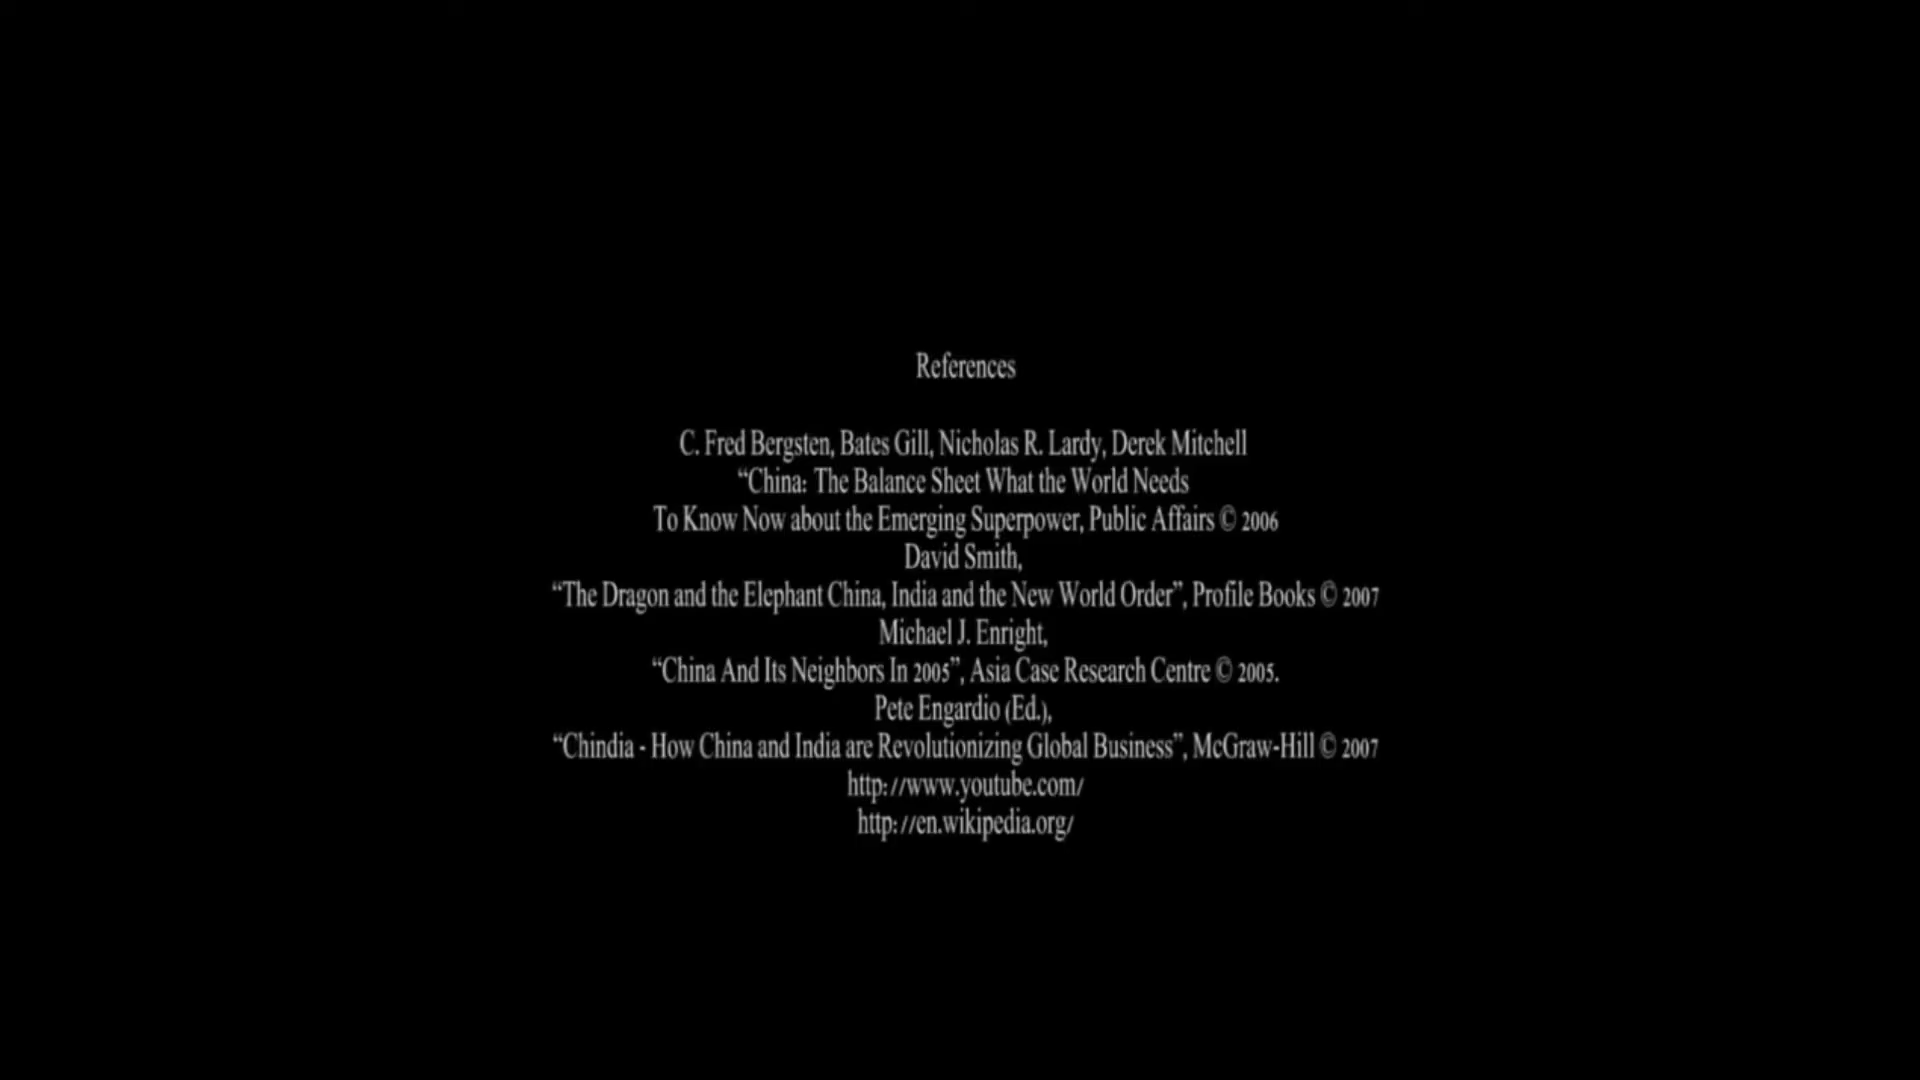 References
C. Fred Bergsten, Bates Gill, Nicholas R. Lardy, Derek Mitchell
“China: The Balance Sheet What the World Needs
To Know Now about the Emerging Superpower, Public Affairs © 2006
David Smith,
“The Dragon and the Elephant China, India and the New World Order”, Profile Books © 2007
Michael J. Enright,
“China And Its Neighbors In 2005”, Asia Case Research Centre © 2005.
Pete Engardio (Ed.),
“Chindia - How China and India are Revolutionizing Global Business”, McGraw-Hill © 2007
http://www.youtube.com/
http://en.wikipedia.org/